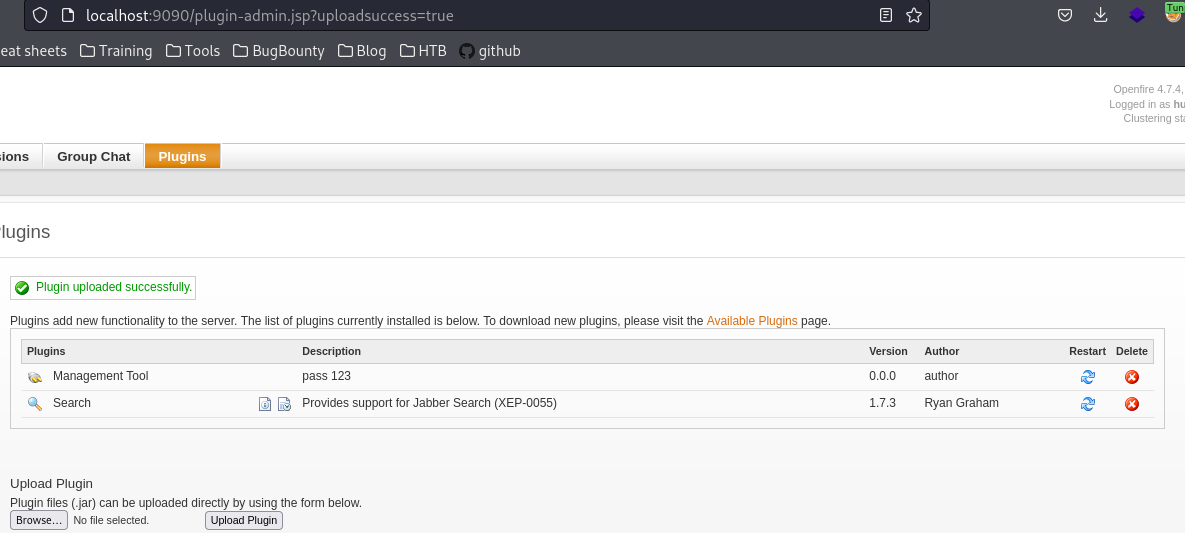 localhost:9090/plugin-admin.jsp?uploadsuccess=true
Tun
eat sheets Training Tools BugBounty Blog HTB github
Openfire 4.7.4,
Logged in as hu
Clustering sta
ions Group Chat Plugins
lugins
Plugin uploaded successfully.
Plugins add new functionality to the server. The list of plugins currently installed is below. To download new plugins, please visit the Available Plugins page.
Plugins Description Version Author Restart Delete
Management Tool pass 123 0.0.0 author
Search Provides support for Jabber Search (XEP-0055) 1.7.3 Ryan Graham
Upload Plugin
Plugin files (.jar) can be uploaded directly by using the form below.
Browse... No file selected. Upload Plugin